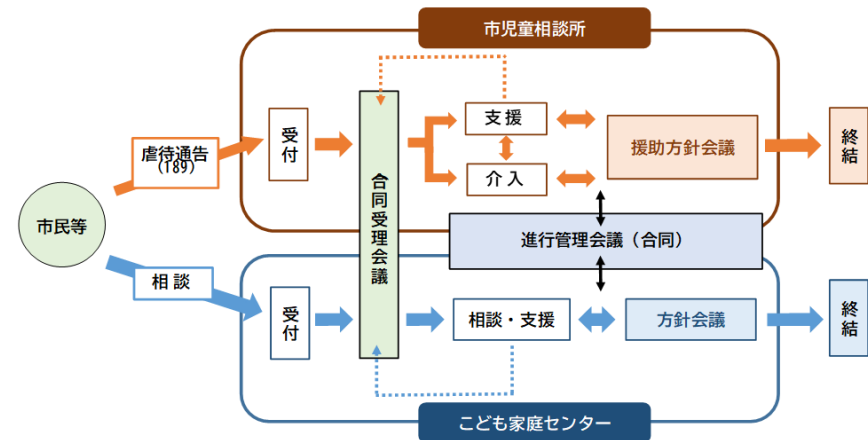 市児童相談所
虐待通告
（189）
受付
合同受理会議
支援
介入
援助方針会議
終結
市民等
進行管理会議（合同）
相談
受付
相談・支援
方針会議
終結
こども家庭センター